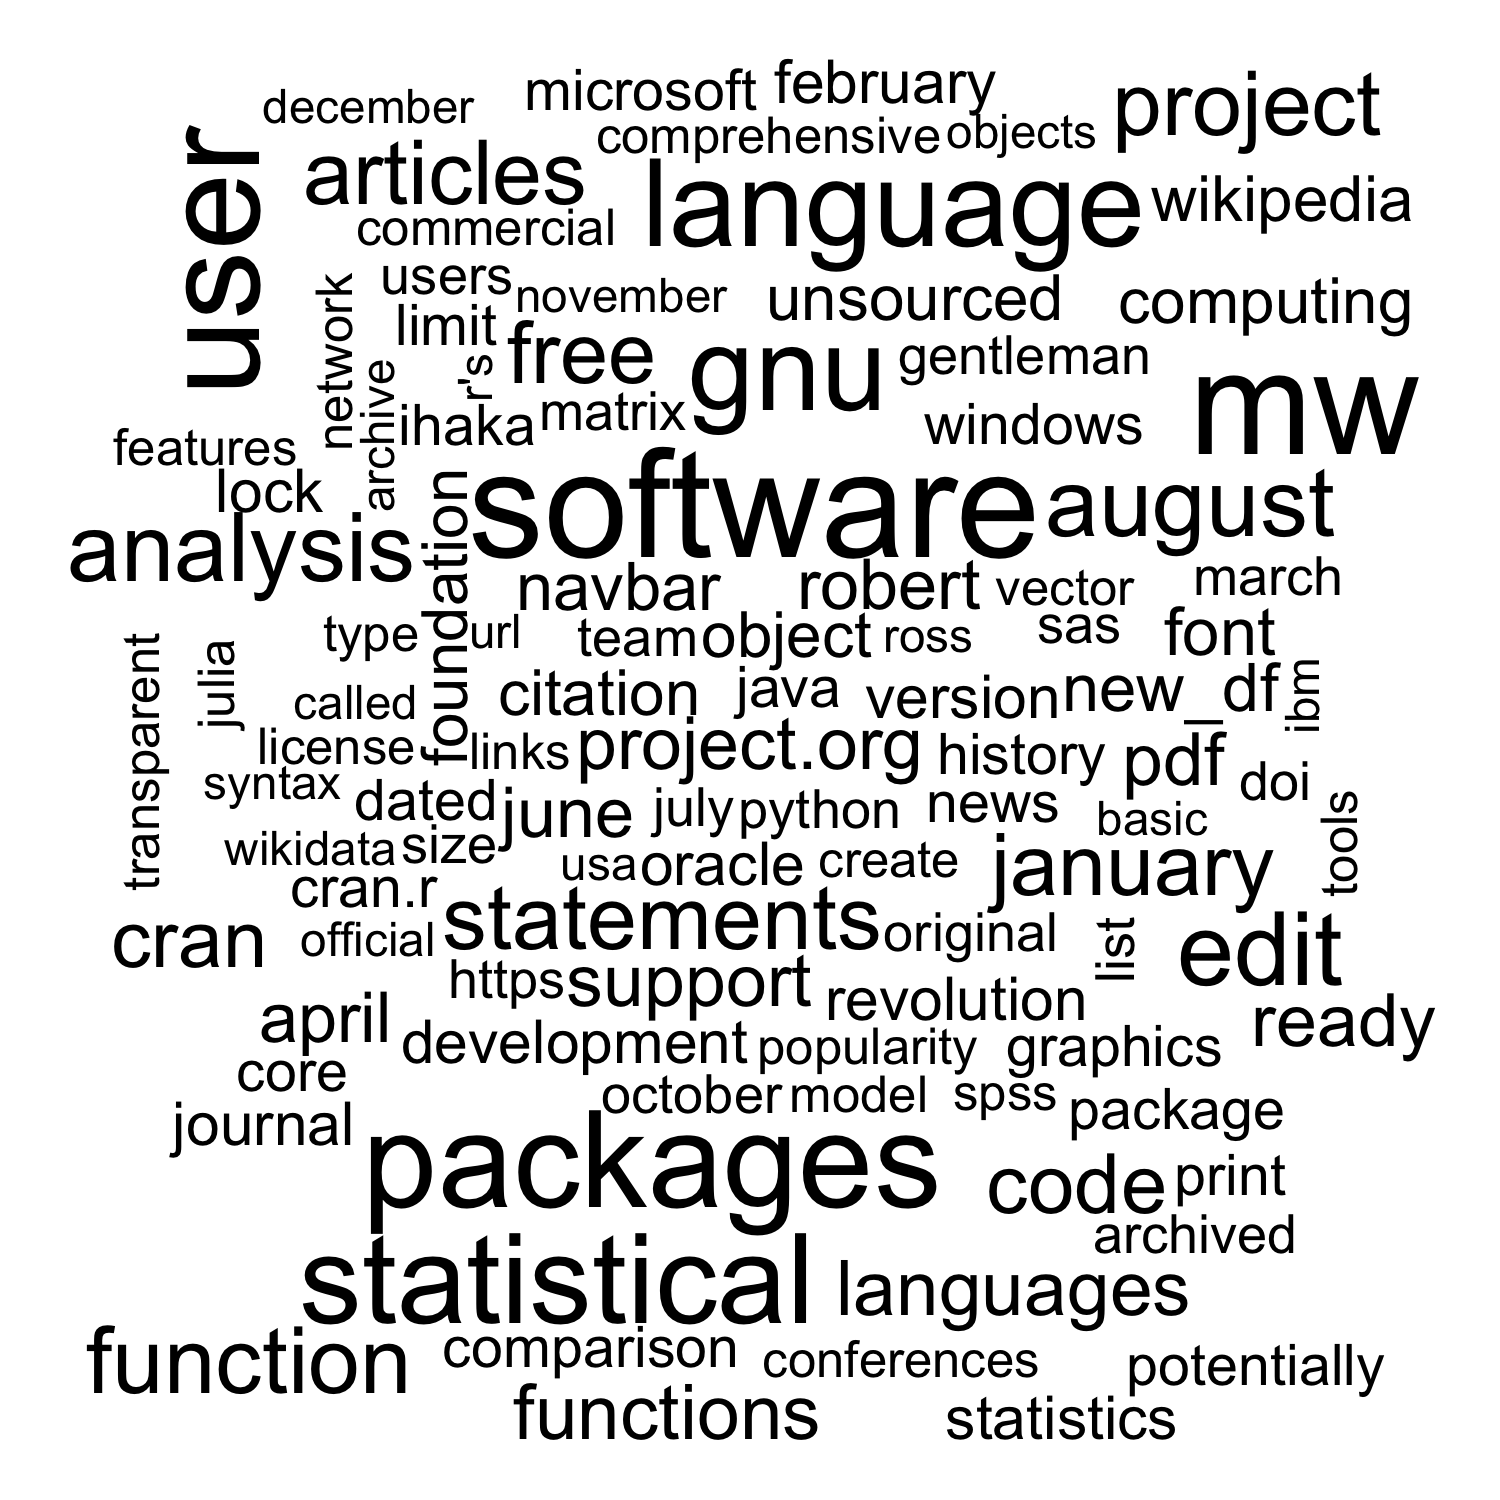 microsoft february
december
project
comprehensive objects
user
articles
language wikipedia
commercial
users
november unsourced computing
network
limit
free gnu gentleman
r's
archive
mw
ihaka matrix windows
features
lock
software august
analysis
foundation
navbar robert vector march
type url team object ross sas font
transparent
julia
called citation java version new_df
ibm
license links project.org history pdf
syntax dated june july python news basic doi
tools
wikidata size usa oracle create january
cran.r
cran official statements original list edit
https support revolution
april development popularity graphics ready
core
october model spss package
journal
packages code print
archived
statistical languages
function comparison conferences potentially
functions statistics